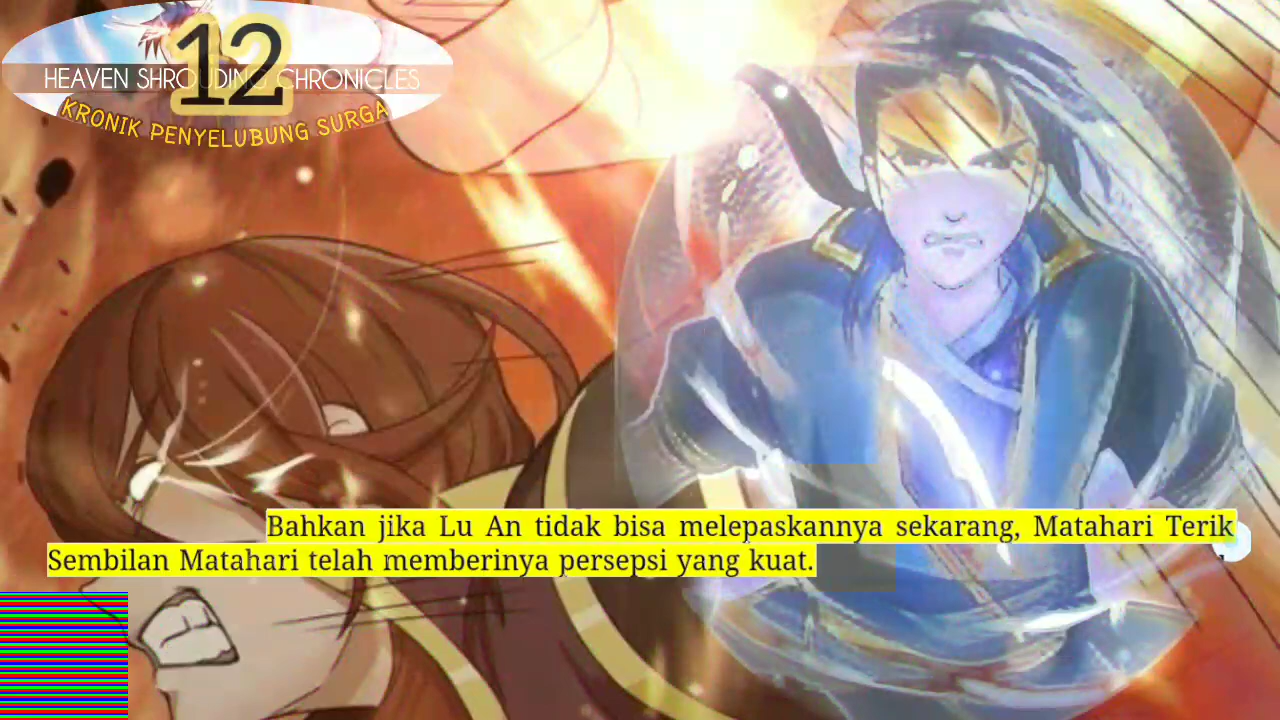 12
HEAVEN SHROUDING CHRONICLES
KRONIK PENYELUBUNG SURGA
Bahkan jika Lu An tidak bisa melepaskannya sekarang, Matahari Terik
Sembilan Matahari telah memberinya persepsi yang kuat.